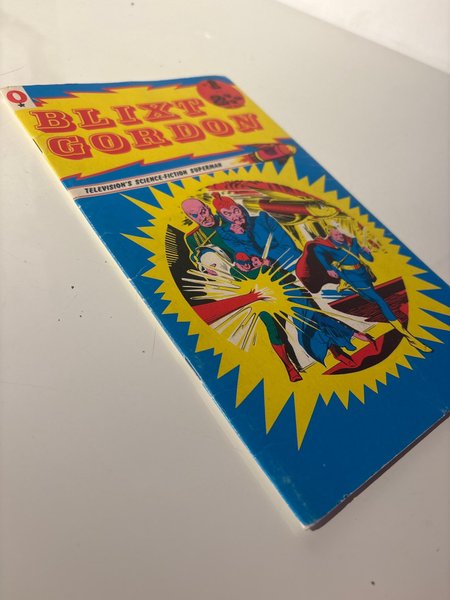 BLIXT
GORDON
TELEVISION'S SCIENCE-FICTION SUPERMAN